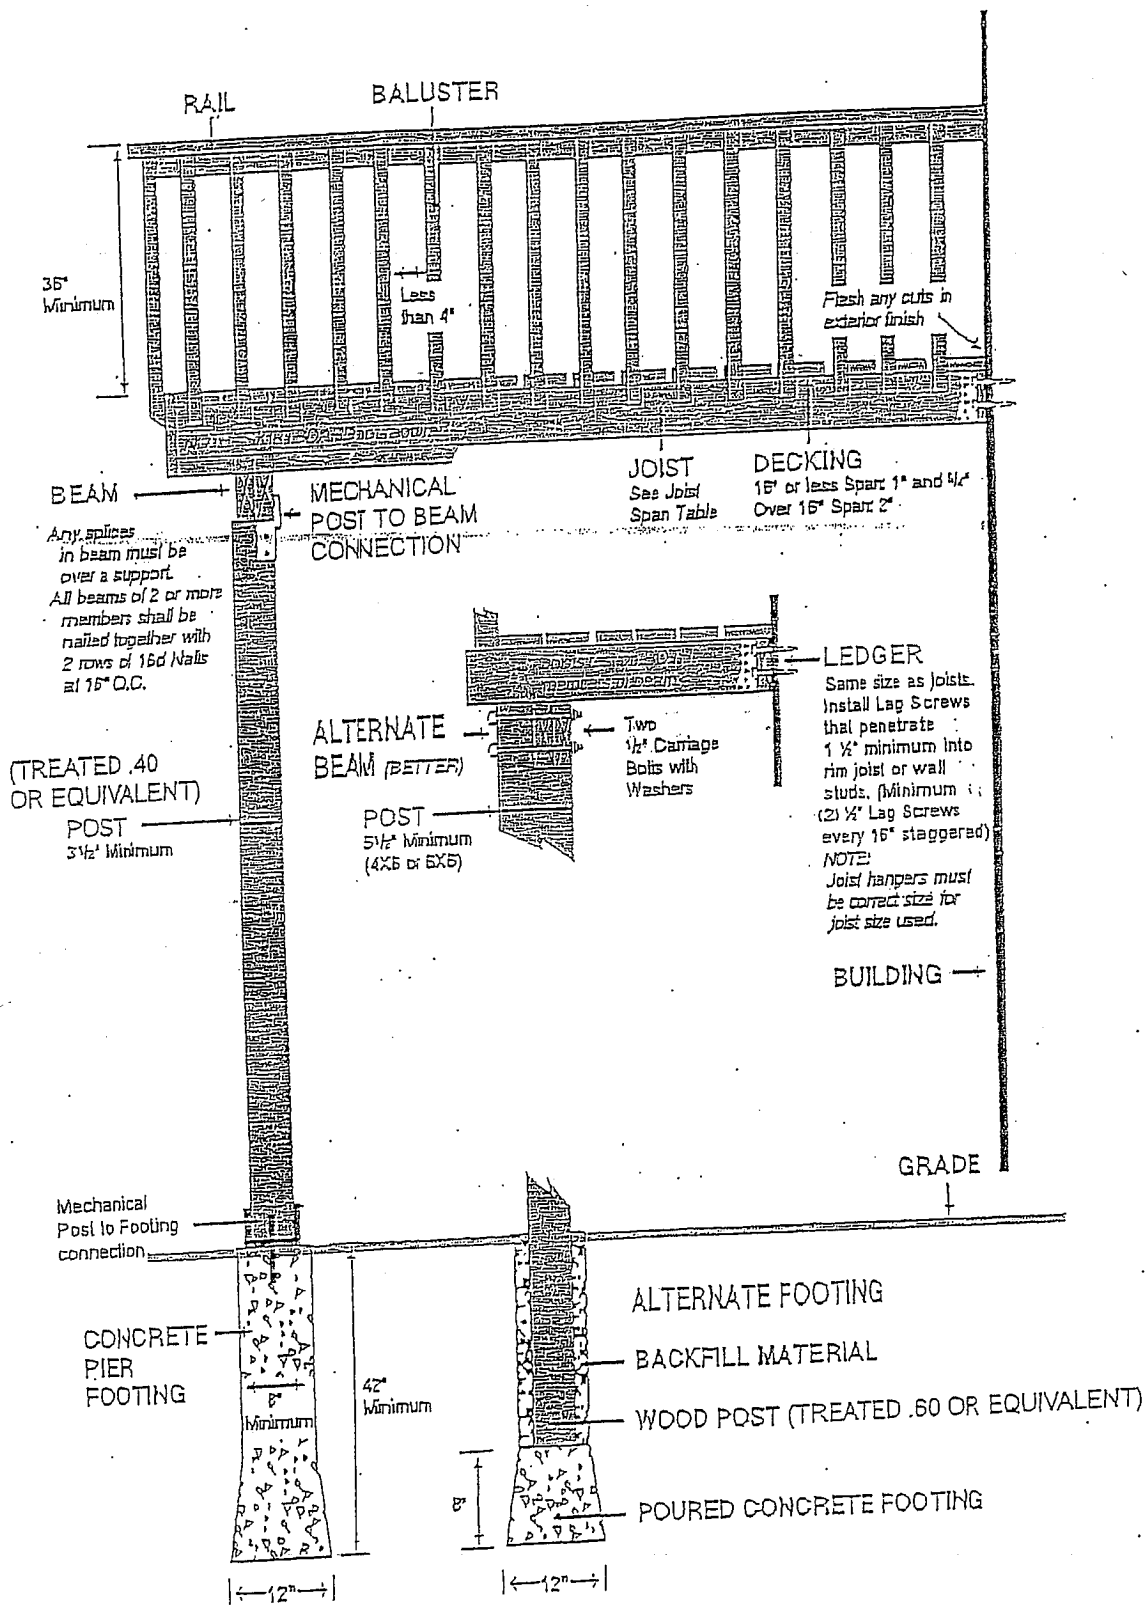 RAIL
BALUSTER
36"
Minimum
Less
than 4"
Flash any cuts in
exterior finish
BEAM
Any splices
in beam must be
over a support.
All beams of 2 or more
members shall be
nailed together with
2 rows of 16d Nails
at 16" O.C.
MECHANICAL
POST TO BEAM
CONNECTION
JOIST
See Joist
Span Table
DECKING
16" or less Span: 1" and 5/4"
Over 16" Span: 2"
ALTERNATE
BEAM (BETTER)
Two
1/2" Carriage
Bolts with
Washers
LEDGER
Same size as joists.
Install Lag Screws
that penetrate
1 1/2" minimum into
rim joist or wall
studs. (Minimum
(2) 1/2" Lag Screws
every 16" staggered)
NOTE:
Joist hangers must
be correct size for
joist size used.
(TREATED .40
OR EQUIVALENT)
POST
3 1/2" Minimum
POST
5 1/2" Minimum
(4X6 or 6X6)
BUILDING
GRADE
Mechanical
Post to Footing
connection
CONCRETE
PIER
FOOTING
8"
Minimum
42"
Minimum
ALTERNATE FOOTING
BACKFILL MATERIAL
WOOD POST (TREATED .60 OR EQUIVALENT)
8"
POURED CONCRETE FOOTING
12"
12"